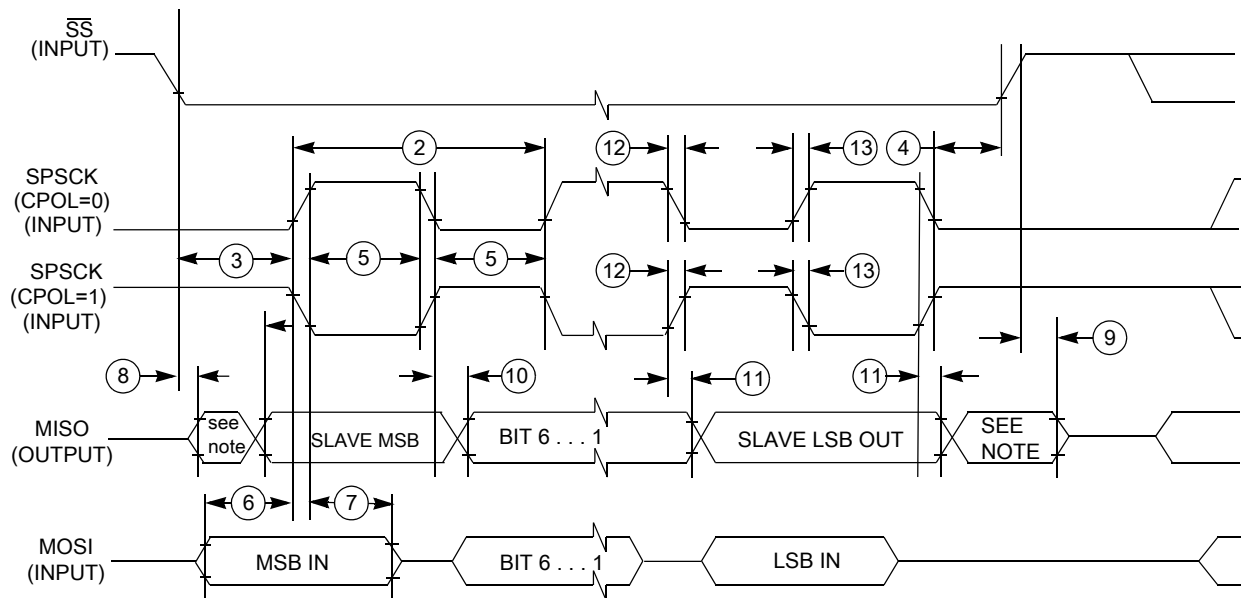 SS
(INPUT)
2
12
13
4
SPSCK
(CPOL=0)
(INPUT)
3
5
5
12
13
SPSCK
(CPOL=1)
(INPUT)
8
10
11
11
9
MISO
(OUTPUT)
see
note
SLAVE MSB
BIT 6 . . . 1
SLAVE LSB OUT
SEE
NOTE
6
7
MOSI
(INPUT)
MSB IN
BIT 6 . . . 1
LSB IN